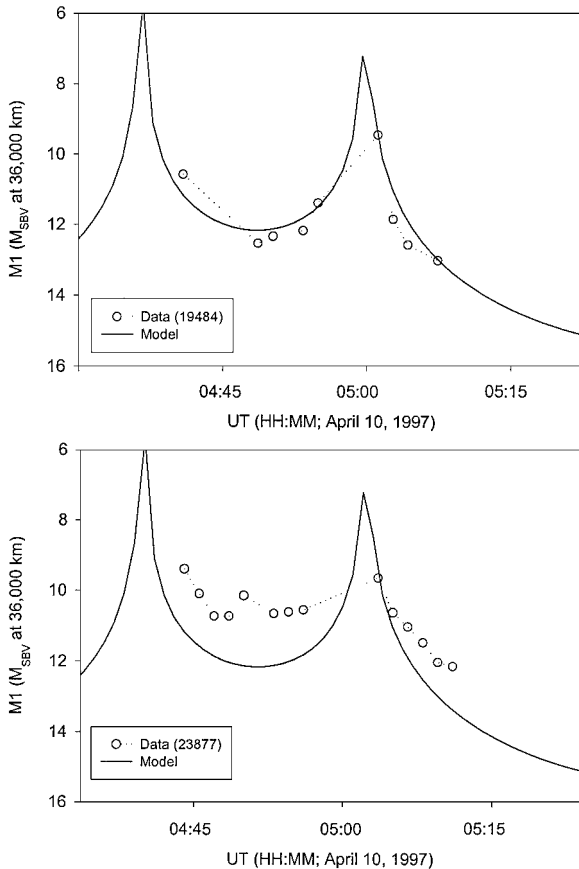 6
8
10
12
14
16
M1 (M_SBV at 36,000 km)
Data (19484)
Model
04:45 05:00 05:15
UT (HH:MM; April 10, 1997)
6
8
10
12
14
16
M1 (M_SBV at 36,000 km)
Data (23877)
Model
04:45 05:00 05:15
UT (HH:MM; April 10, 1997)